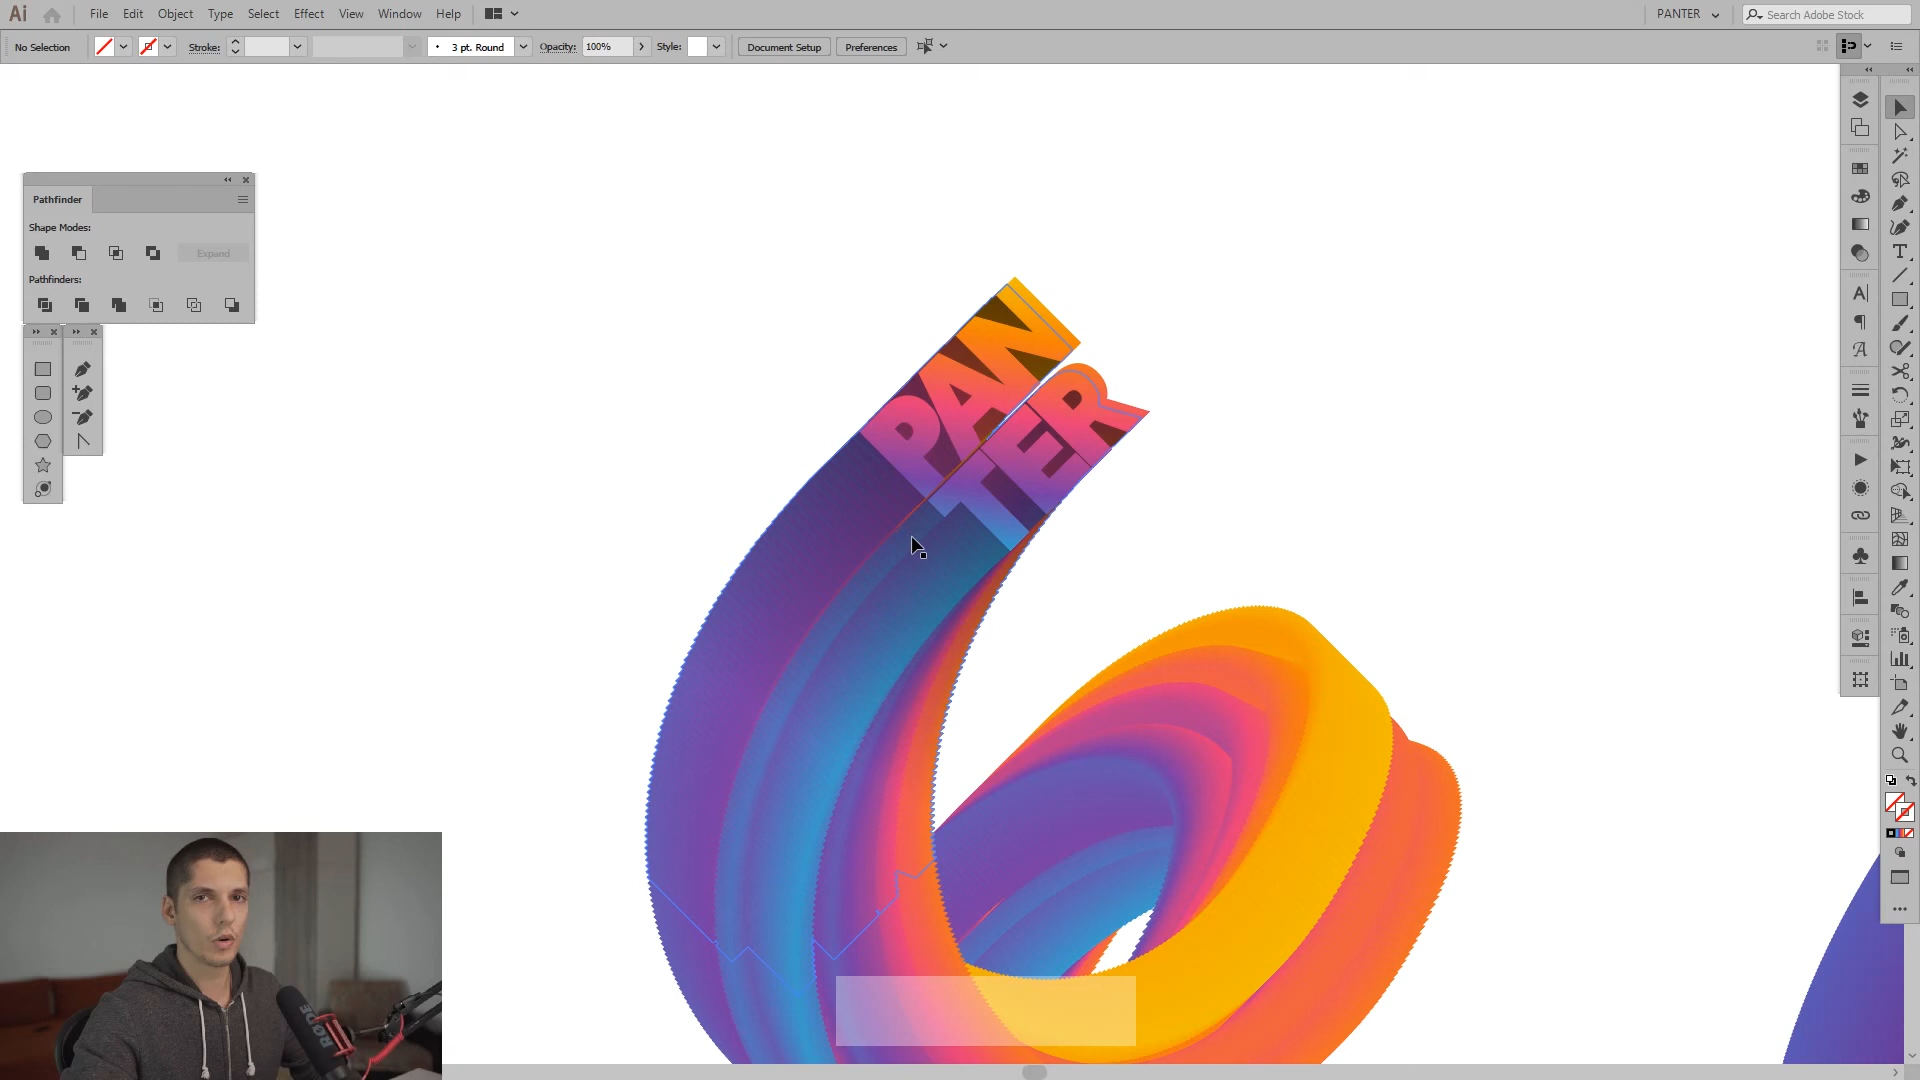 Ai File Edit Object Type Select Effect View Window Help PANTER Search Adobe Stock
No Selection Stroke: 3 pt. Round Opacity: 100% Style: Document Setup Preferences
Pathfinder
Shape Modes:
Expand
Pathfinders:
PAN
TER
RØDE